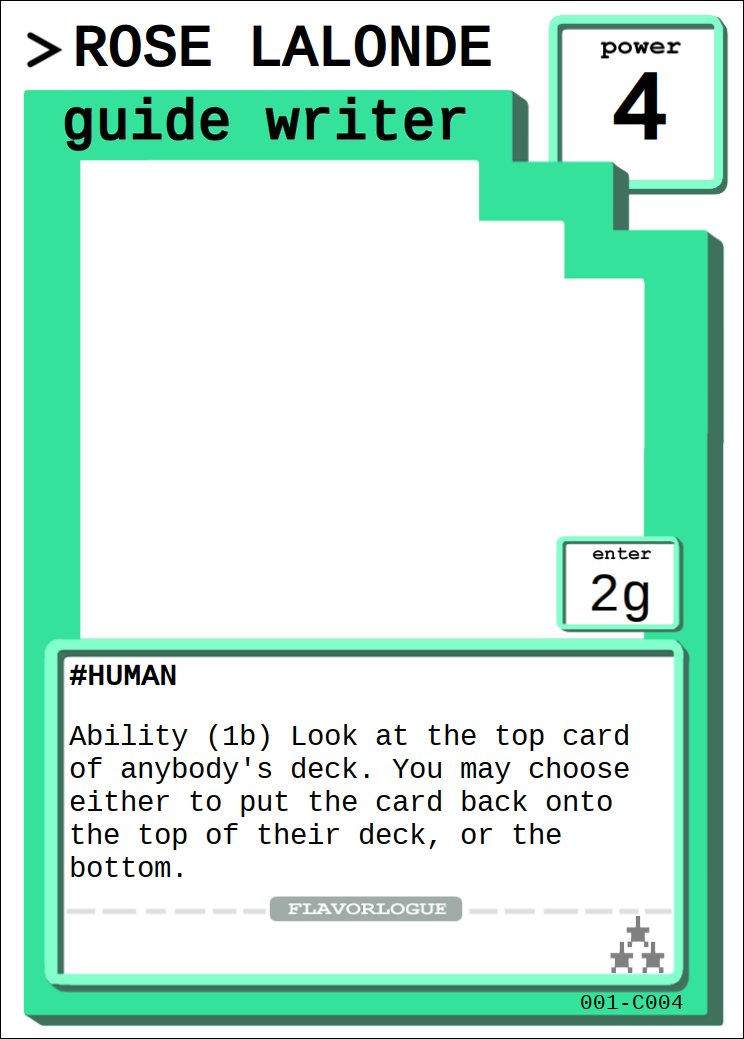 >ROSE LALONDE
guide writer
power
4
enter
2g
#HUMAN
Ability (1b) Look at the top card
of anybody's deck. You may choose
either to put the card back onto
the top of their deck, or the
bottom.
FLAVORLOGUE
001-C004